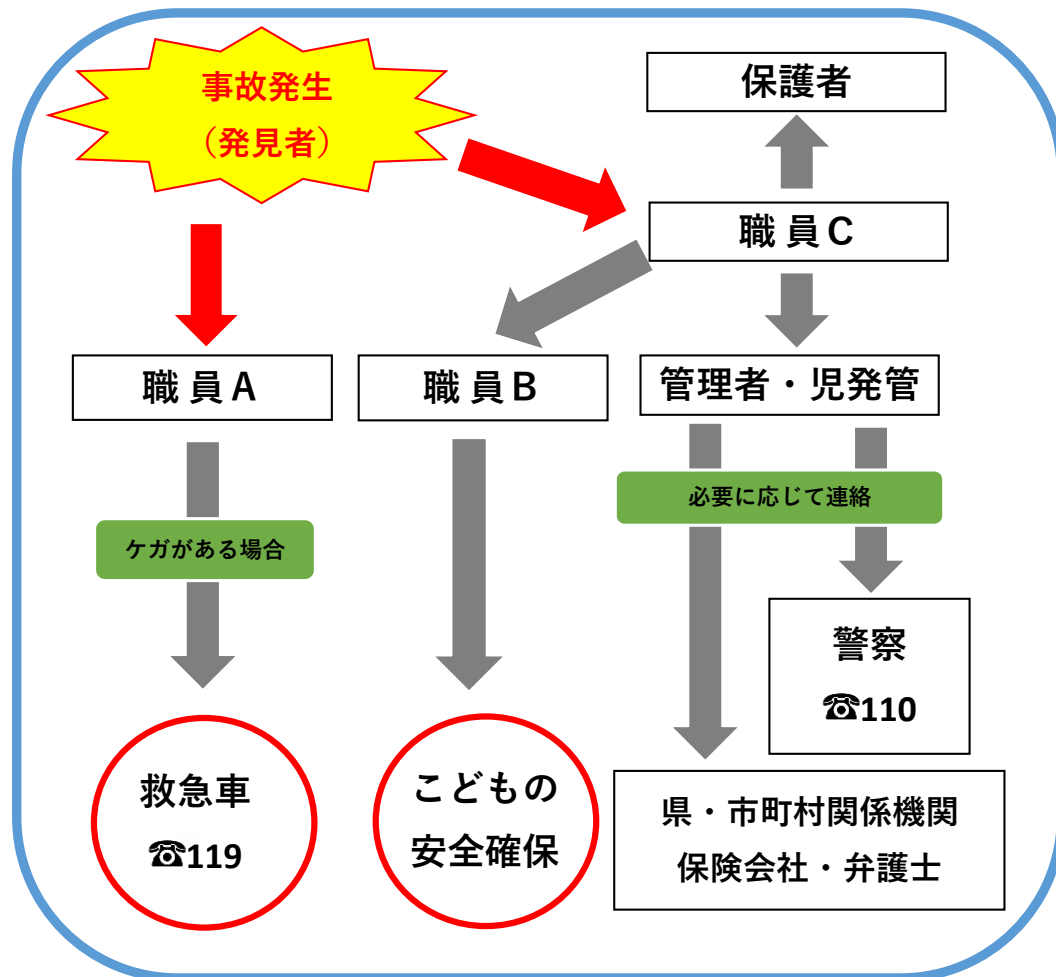 事故発生
（発見者）
保護者
職員C
職員A
職員B
管理者・児発管
ケガがある場合
必要に応じて連絡
救急車
☎119
こどもの
安全確保
警察
☎110
県・市町村関係機関
保険会社・弁護士